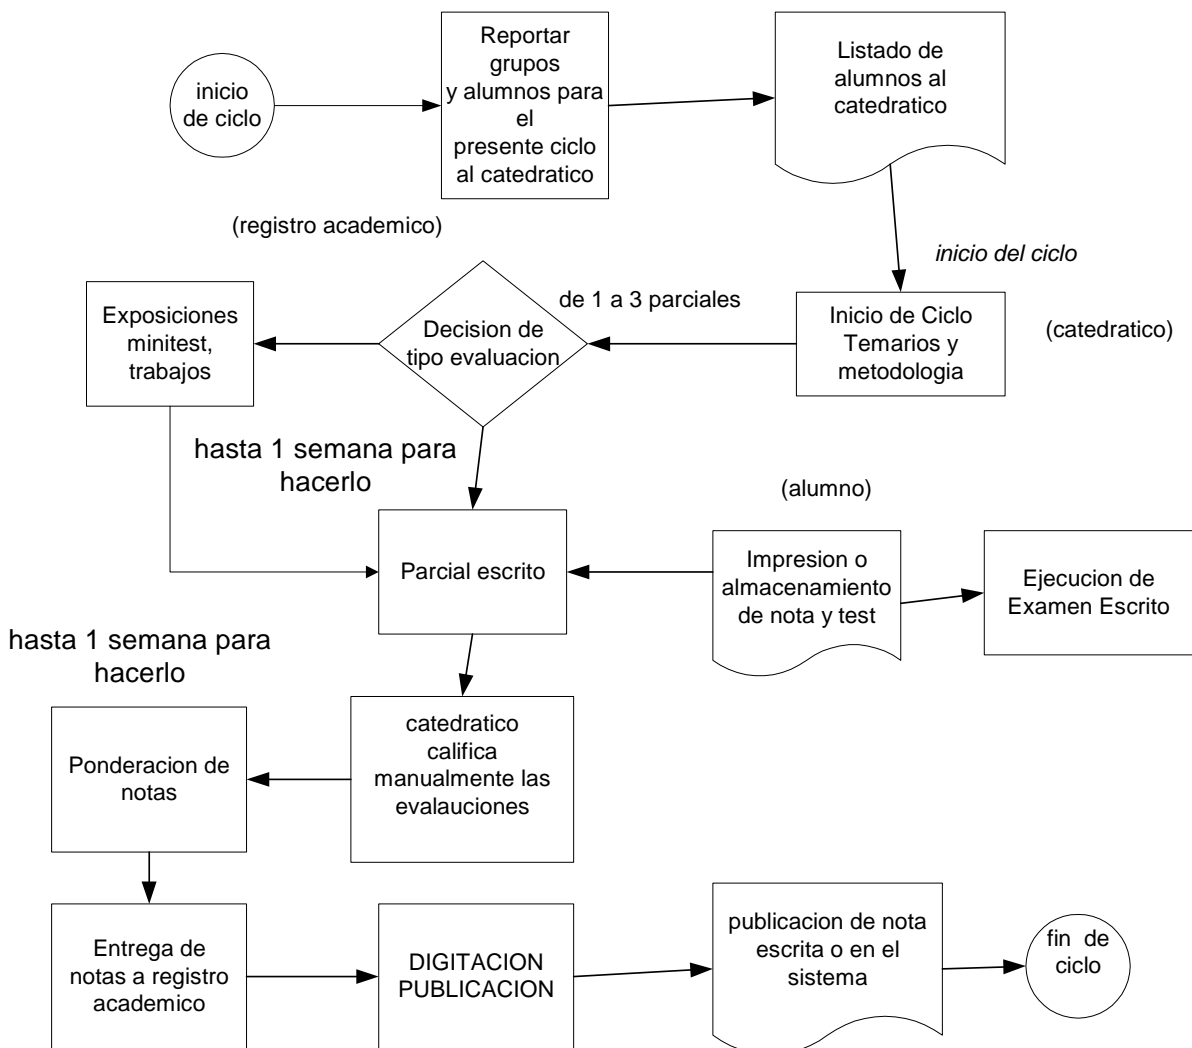 inicio
de ciclo
Reportar
grupos
y alumnos para
el
presente ciclo
al catedratico
Listado de
alumnos al
catedratico
(registro academico)
inicio del ciclo
Exposiciones
minitest,
trabajos
Decision de
tipo evaluacion
de 1 a 3 parciales
Inicio de Ciclo
Temarios y
metodologia
(catedratico)
hasta 1 semana para
hacerlo
(alumno)
Parcial escrito
Impresion o
almacenamiento
de nota y test
Ejecucion de
Examen Escrito
hasta 1 semana para
hacerlo
Ponderacion de
notas
catedratico
califica
manualmente las
evalauciones
Entrega de
notas a registro
academico
DIGITACION
PUBLICACION
publicacion de nota
escrita o en el
sistema
fin de
ciclo